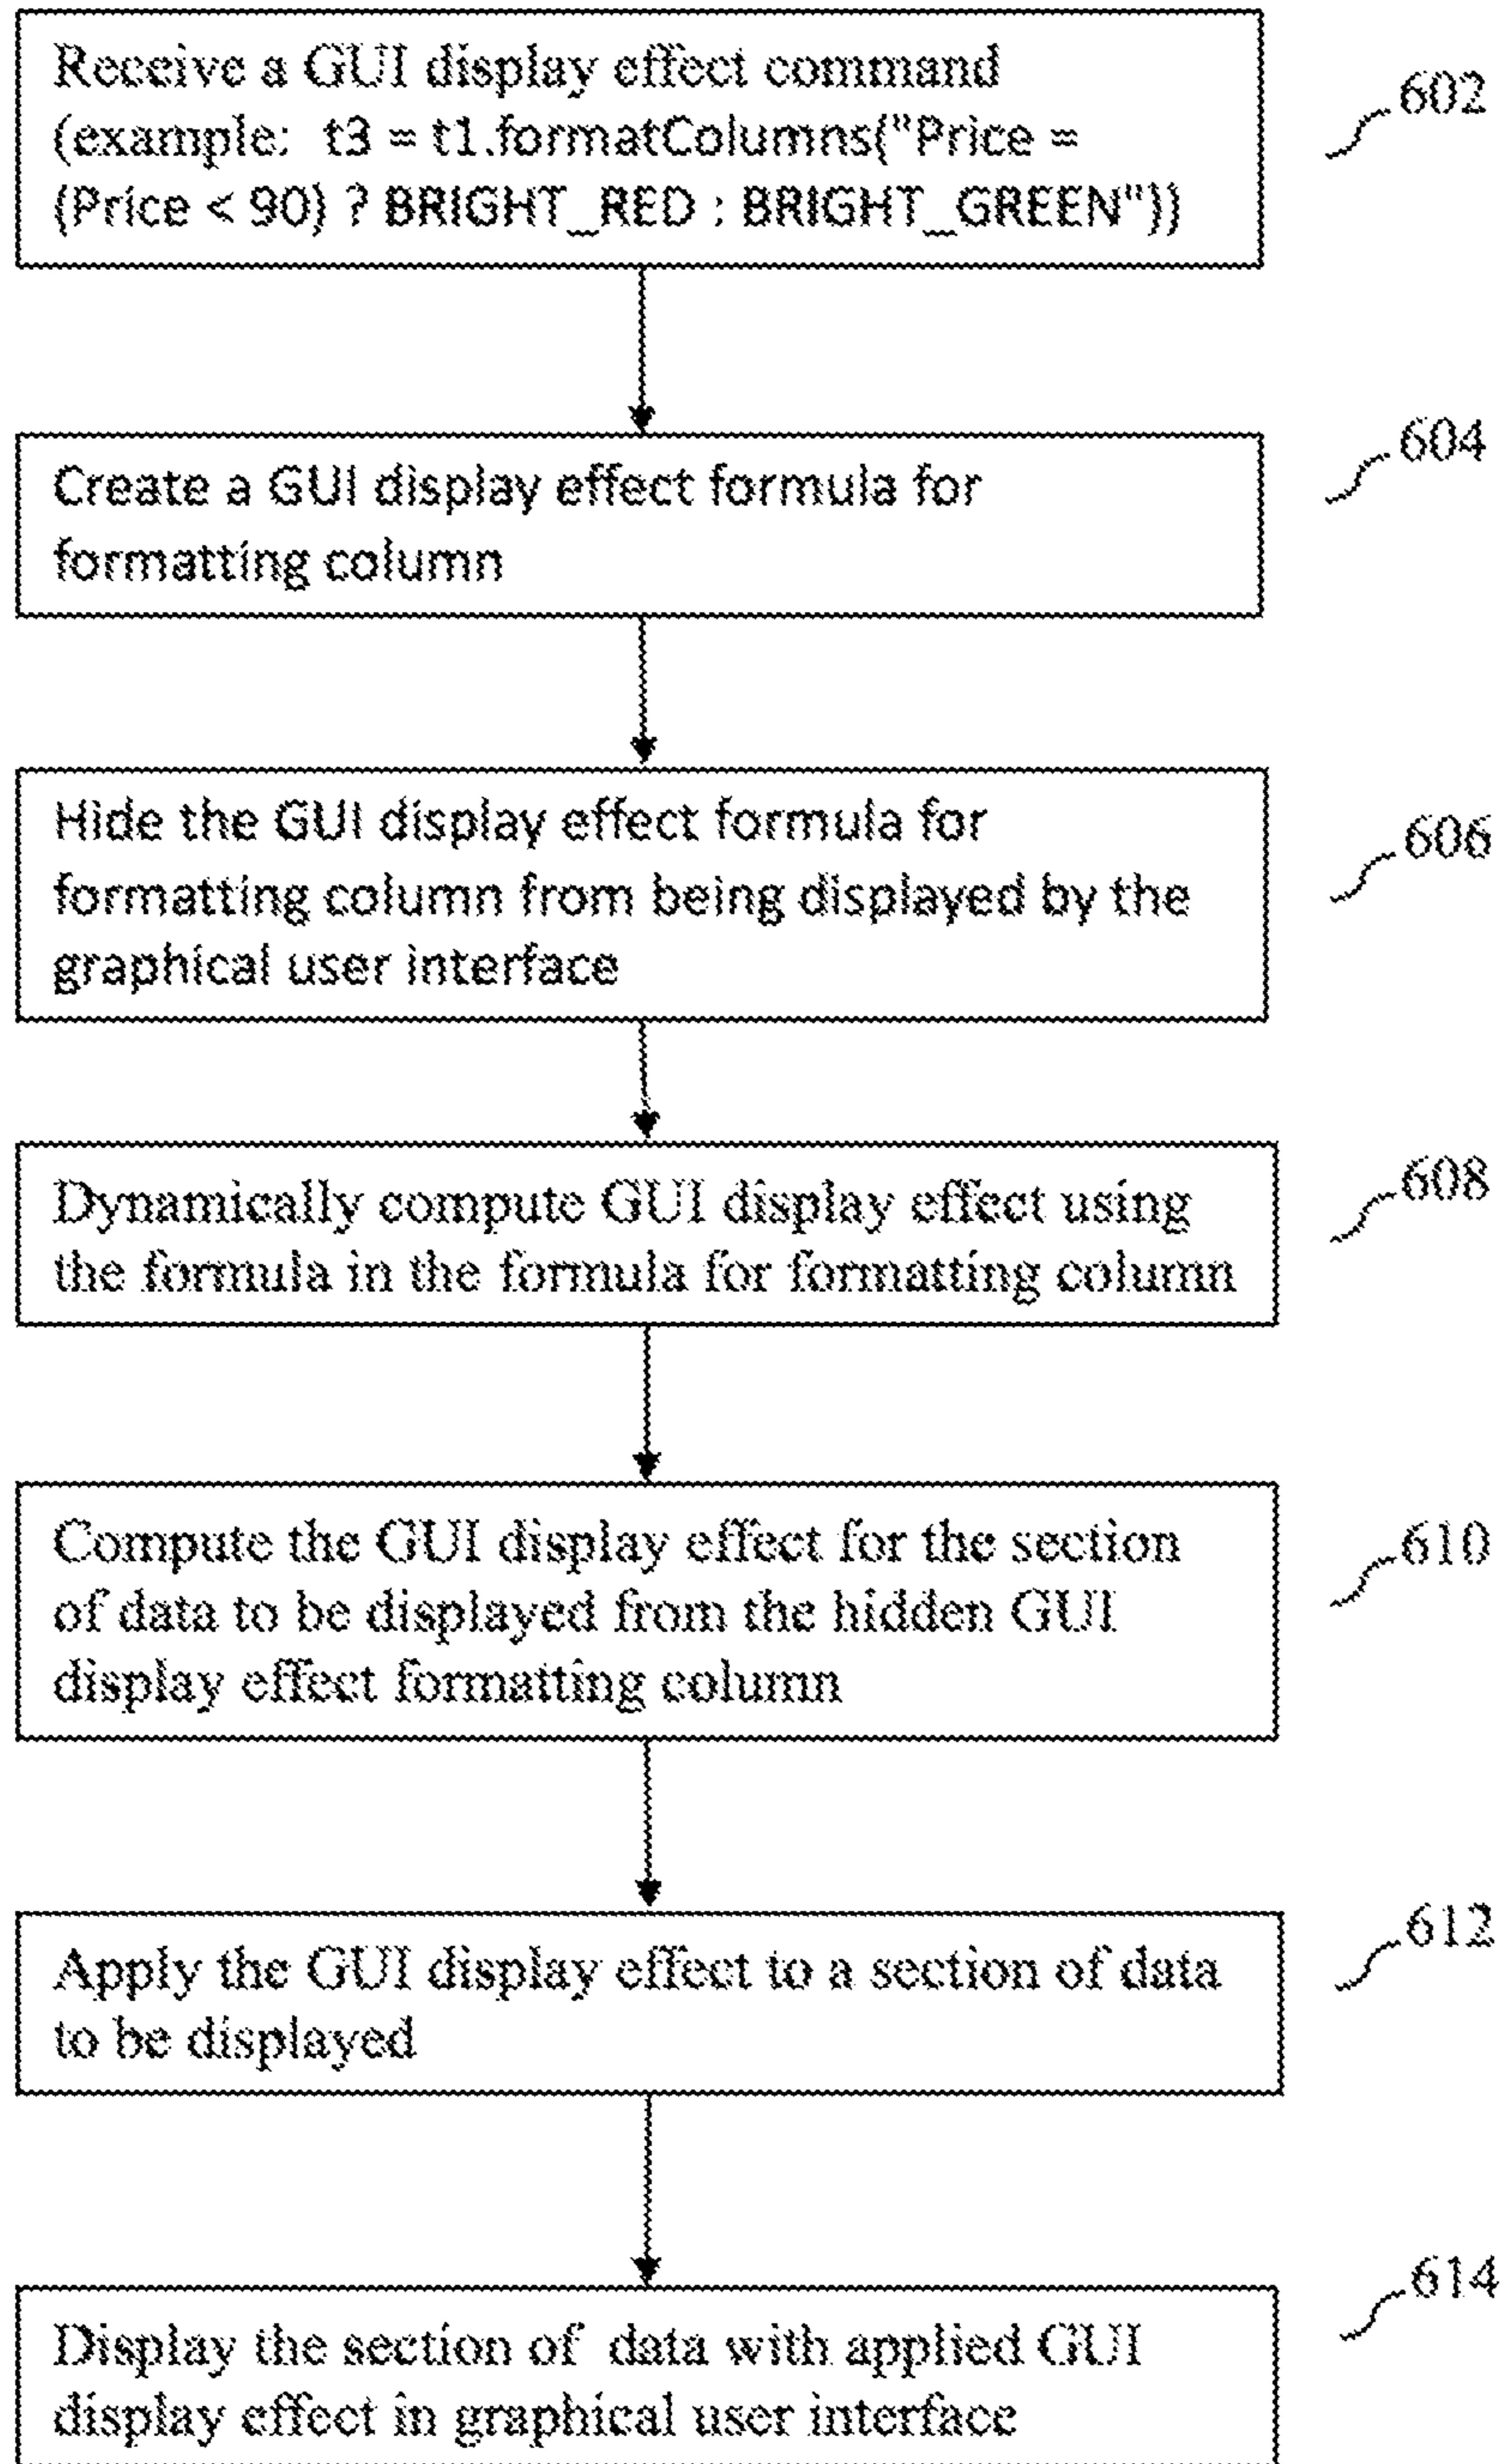 Receive a GUI display effect command
(example:  t3 = t1.formatColumns("Price =
(Price < 90) ? BRIGHT_RED : BRIGHT_GREEN"))
602
Create a GUI display effect formula for
formatting column
604
Hide the GUI display effect formula for
formatting column from being displayed by the
graphical user interface
606
Dynamically compute GUI display effect using
the formula in the formula for formatting column
608
Compute the GUI display effect for the section
of data to be displayed from the hidden GUI
display effect formatting column
610
Apply the GUI display effect to a section of data
to be displayed
612
Display the section of  data with applied GUI
display effect in graphical user interface
614